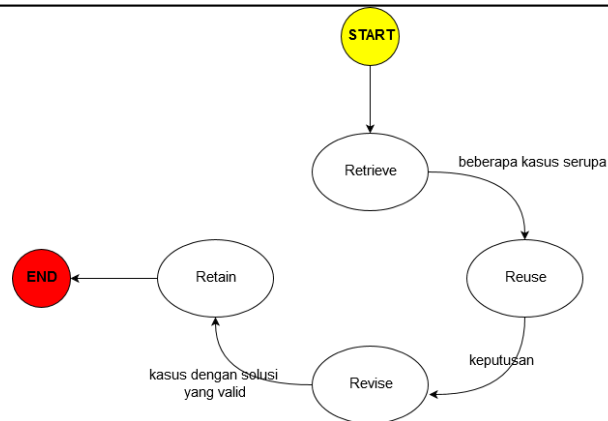 START
Retrieve
beberapa kasus serupa
Reuse
keputusan
Revise
kasus dengan solusi
yang valid
Retain
END